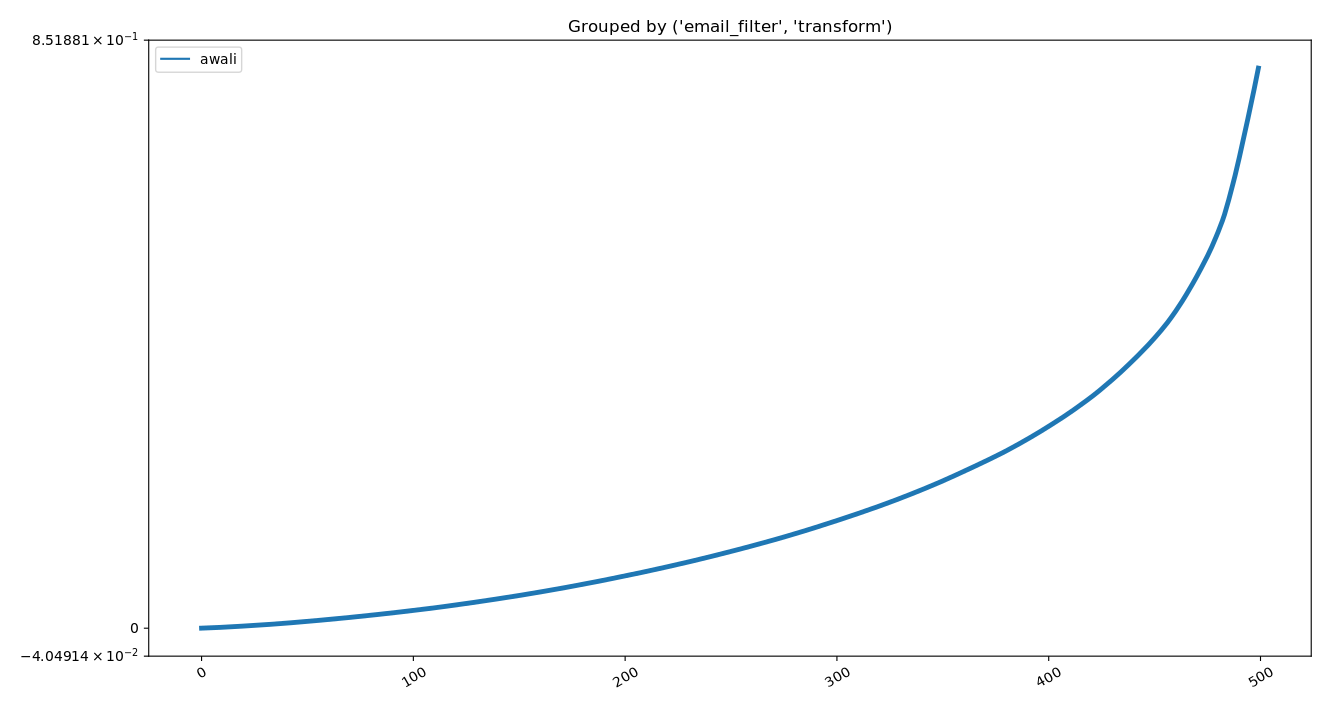 Grouped by ('email_filter', 'transform')
8.51881 × 10⁻¹
awali
0
−4.04914 × 10⁻²
0 100 200 300 400 500